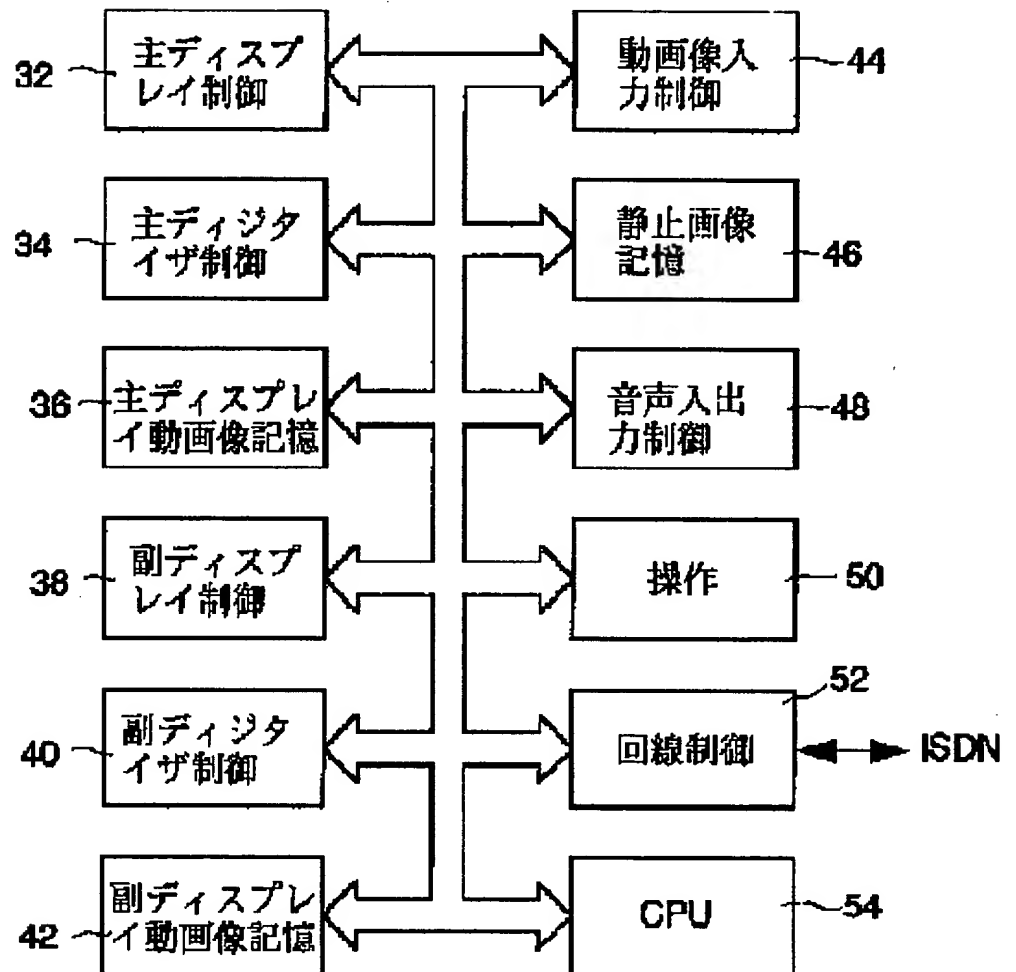 32
主ディスプ
レイ制御
動画像入
力制御
44
34
主ディジタ
イザ制御
静止画像
記憶
46
36
主ディスプレ
イ動画像記憶
音声入出
力制御
48
38
副ディスプ
レイ制御
操作
50
40
副ディジタ
イザ制御
52
回線制御
ISDN
42
副ディスプレ
イ動画像記憶
CPU
54